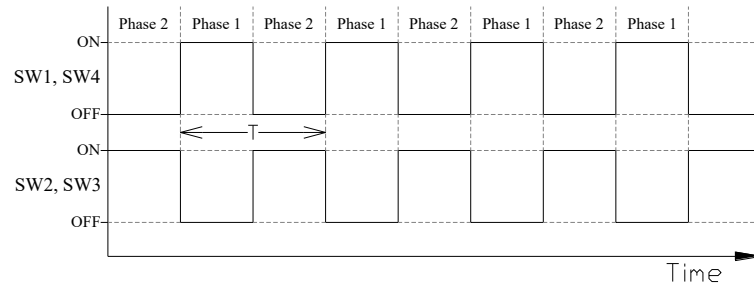 Phase 2 Phase 1 Phase 2 Phase 1 Phase 2 Phase 1 Phase 2 Phase 1
ON
SW1, SW4
OFF
T
ON
SW2, SW3
OFF
Time